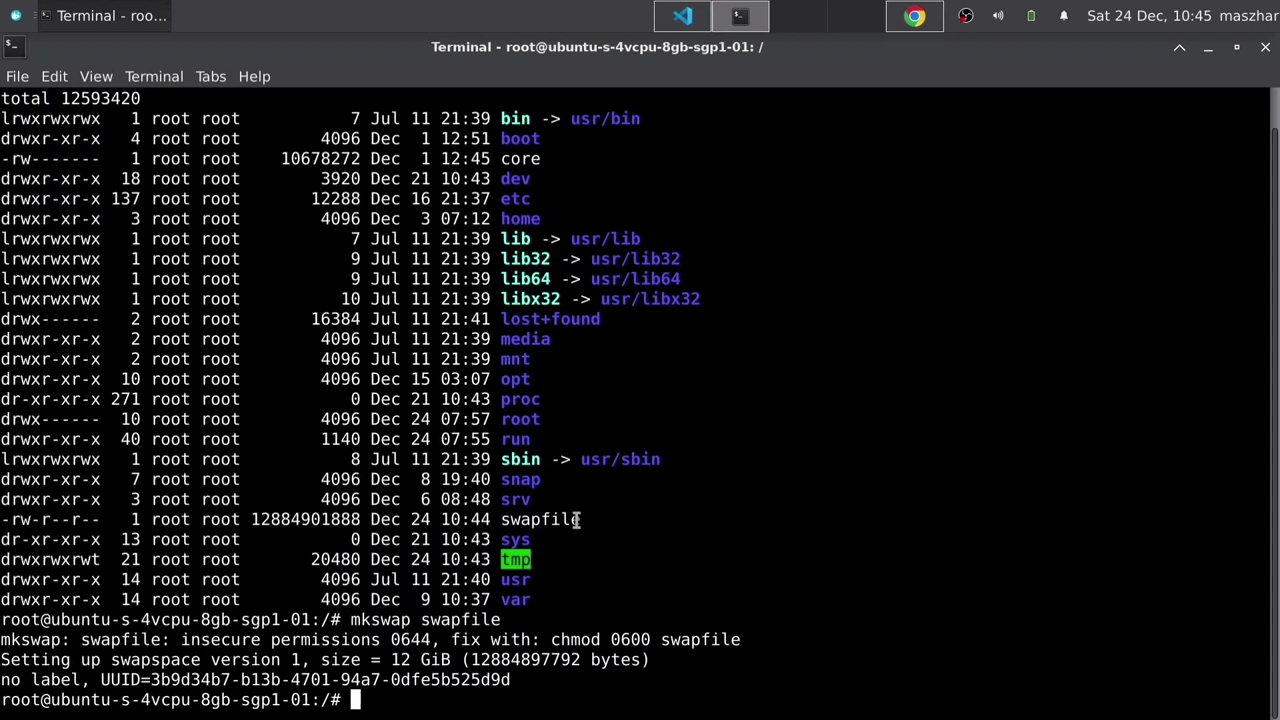 Terminal - roo...
Sat 24 Dec, 10:45 maszhar
Terminal - root@ubuntu-s-4vcpu-8gb-sgp1-01: /
File Edit View Terminal Tabs Help
total 12593420
lrwxrwxrwx 1 root root 7 Jul 11 21:39 bin -> usr/bin
drwxr-xr-x 4 root root 4096 Dec 1 12:51 boot
-rw------- 1 root root 10678272 Dec 1 12:45 core
drwxr-xr-x 18 root root 3920 Dec 21 10:43 dev
drwxr-xr-x 137 root root 12288 Dec 16 21:37 etc
drwxr-xr-x 3 root root 4096 Dec 3 07:12 home
lrwxrwxrwx 1 root root 7 Jul 11 21:39 lib -> usr/lib
lrwxrwxrwx 1 root root 9 Jul 11 21:39 lib32 -> usr/lib32
lrwxrwxrwx 1 root root 9 Jul 11 21:39 lib64 -> usr/lib64
lrwxrwxrwx 1 root root 10 Jul 11 21:39 libx32 -> usr/libx32
drwx------ 2 root root 16384 Jul 11 21:41 lost+found
drwxr-xr-x 2 root root 4096 Jul 11 21:39 media
drwxr-xr-x 2 root root 4096 Jul 11 21:39 mnt
drwxr-xr-x 10 root root 4096 Dec 15 03:07 opt
dr-xr-xr-x 271 root root 0 Dec 21 10:43 proc
drwx------ 10 root root 4096 Dec 24 07:57 root
drwxr-xr-x 40 root root 1140 Dec 24 07:55 run
lrwxrwxrwx 1 root root 8 Jul 11 21:39 sbin -> usr/sbin
drwxr-xr-x 7 root root 4096 Dec 8 19:40 snap
drwxr-xr-x 3 root root 4096 Dec 6 08:48 srv
-rw-r--r-- 1 root root 12884901888 Dec 24 10:44 swapfile
dr-xr-xr-x 13 root root 0 Dec 21 10:43 sys
drwxrwxrwt 21 root root 20480 Dec 24 10:43 tmp
drwxr-xr-x 14 root root 4096 Jul 11 21:40 usr
drwxr-xr-x 14 root root 4096 Dec 9 10:37 var
root@ubuntu-s-4vcpu-8gb-sgp1-01:/# mkswap swapfile
mkswap: swapfile: insecure permissions 0644, fix with: chmod 0600 swapfile
Setting up swapspace version 1, size = 12 GiB (12884897792 bytes)
no label, UUID=3b9d34b7-b13b-4701-94a7-0dfe5b525d9d
root@ubuntu-s-4vcpu-8gb-sgp1-01:/#